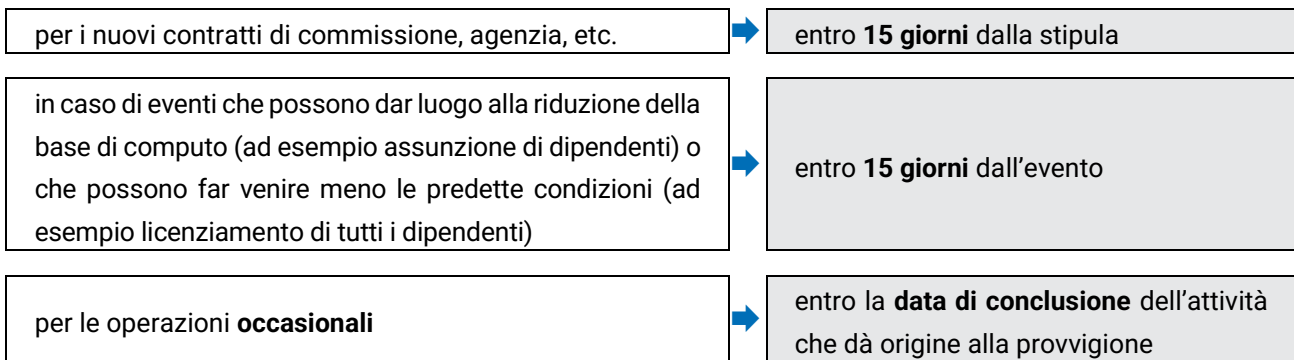 per i nuovi contratti di commissione, agenzia, etc.
entro 15 giorni dalla stipula
in caso di eventi che possono dar luogo alla riduzione della
base di computo (ad esempio assunzione di dipendenti) o
che possono far venire meno le predette condizioni (ad
esempio licenziamento di tutti i dipendenti)
entro 15 giorni dall'evento
per le operazioni occasionali
entro la data di conclusione dell'attività
che dà origine alla provvigione